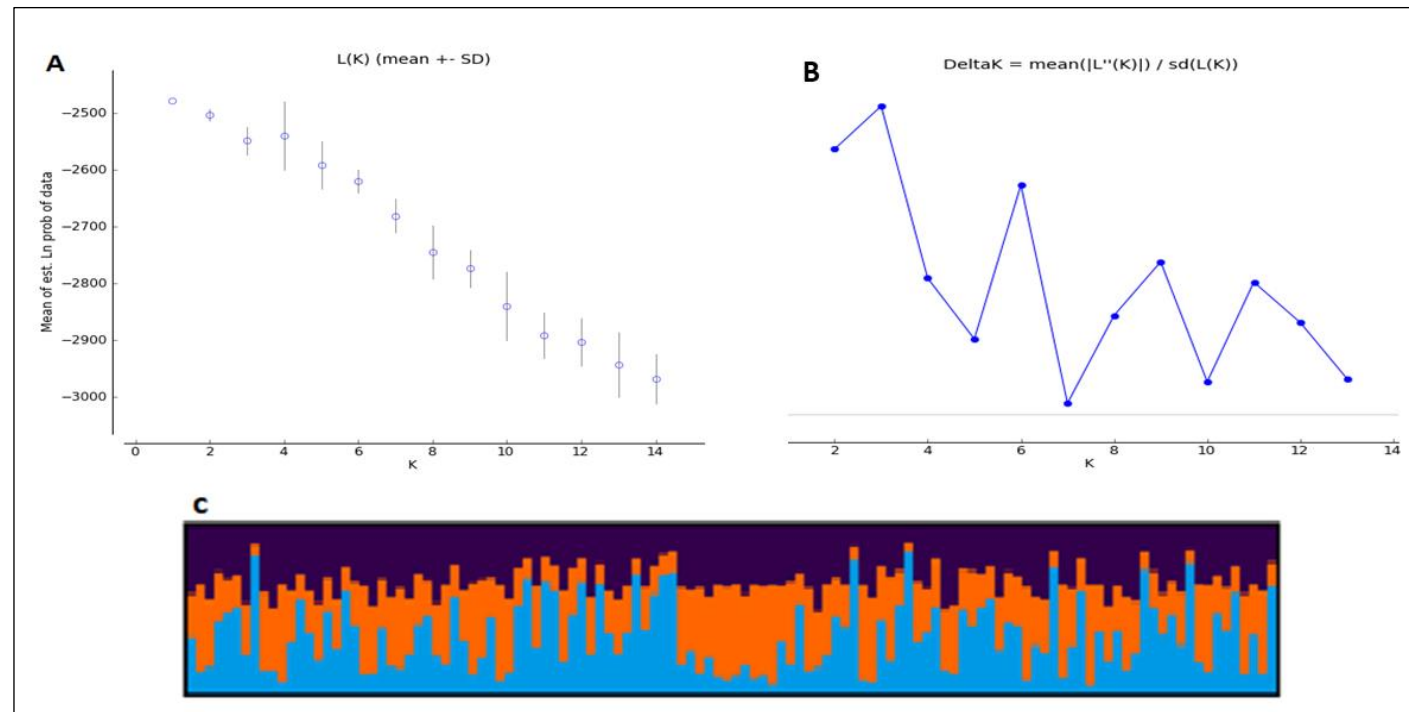 A
L(K) (mean +- SD)
Mean of est. Ln prob of data
−2500
−2600
−2700
−2800
−2900
−3000
0 2 4 6 8 10 12 14
K
B
DeltaK = mean(|L''(K)|) / sd(L(K))
2 4 6 8 10 12 14
K
C